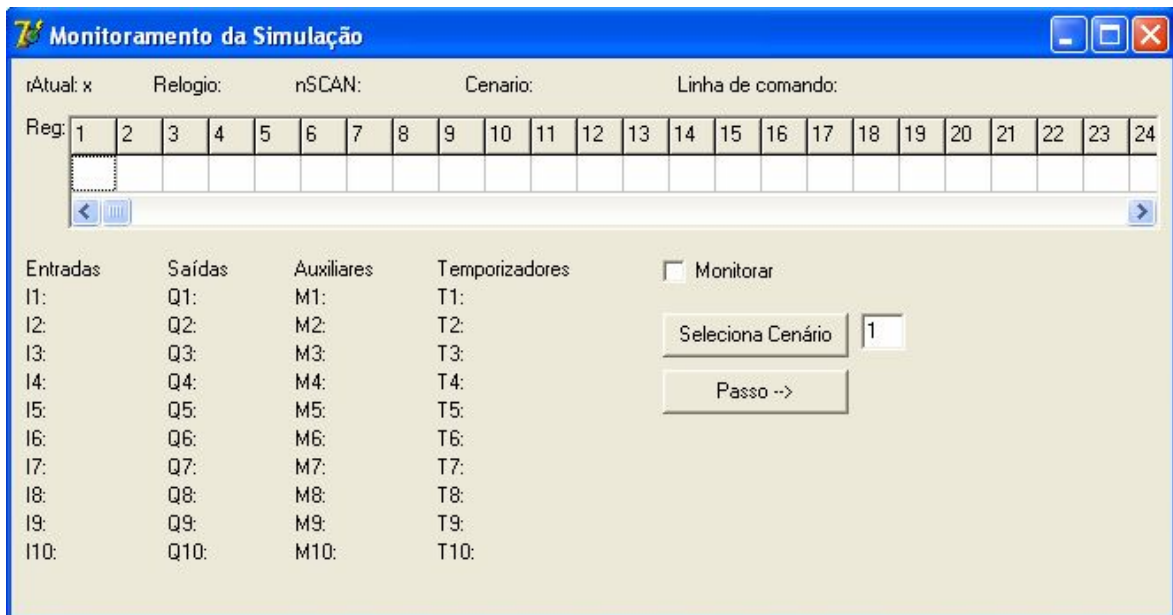 Monitoramento da Simulação
rAtual: x Relogio: nSCAN: Cenario: Linha de comando:
Reg: 1 2 3 4 5 6 7 8 9 10 11 12 13 14 15 16 17 18 19 20 21 22 23 24
Entradas Saídas Auxiliares Temporizadores Monitorar
I1: Q1: M1: T1:
I2: Q2: M2: T2:
Seleciona Cenário 1
I3: Q3: M3: T3:
I4: Q4: M4: T4:
Passo -->
I5: Q5: M5: T5:
I6: Q6: M6: T6:
I7: Q7: M7: T7:
I8: Q8: M8: T8:
I9: Q9: M9: T9:
I10: Q10: M10: T10: